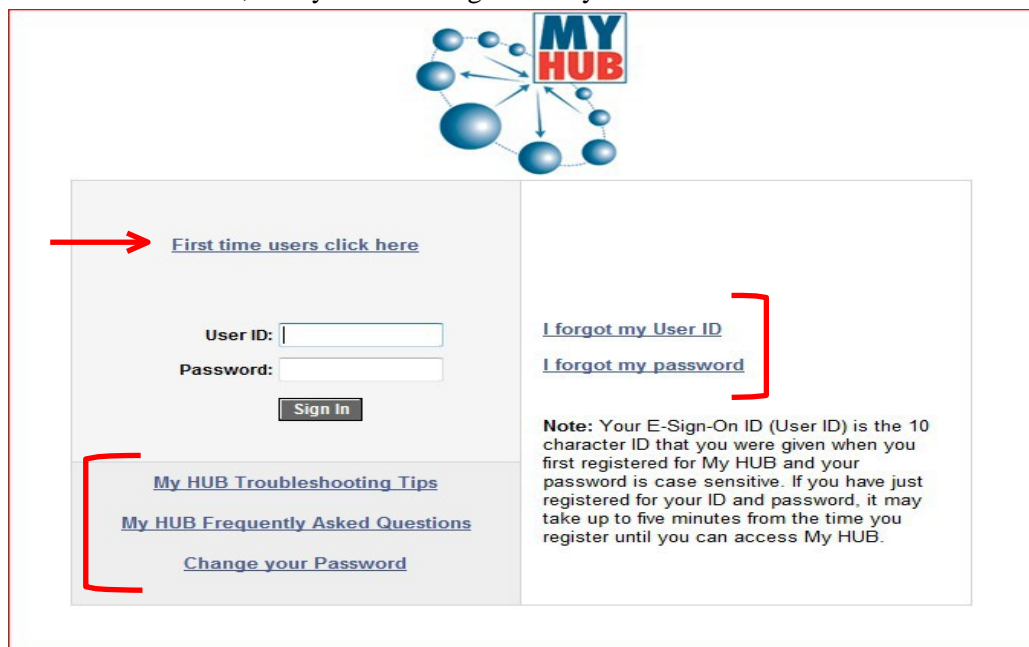 MY
HUB
First time users click here
User ID:
Password:
Sign In
My HUB Troubleshooting Tips
My HUB Frequently Asked Questions
Change your Password
I forgot my User ID
I forgot my password
Note: Your E-Sign-On ID (User ID) is the 10
character ID that you were given when you
first registered for My HUB and your
password is case sensitive. If you have just
registered for your ID and password, it may
take up to five minutes from the time you
register until you can access My HUB.